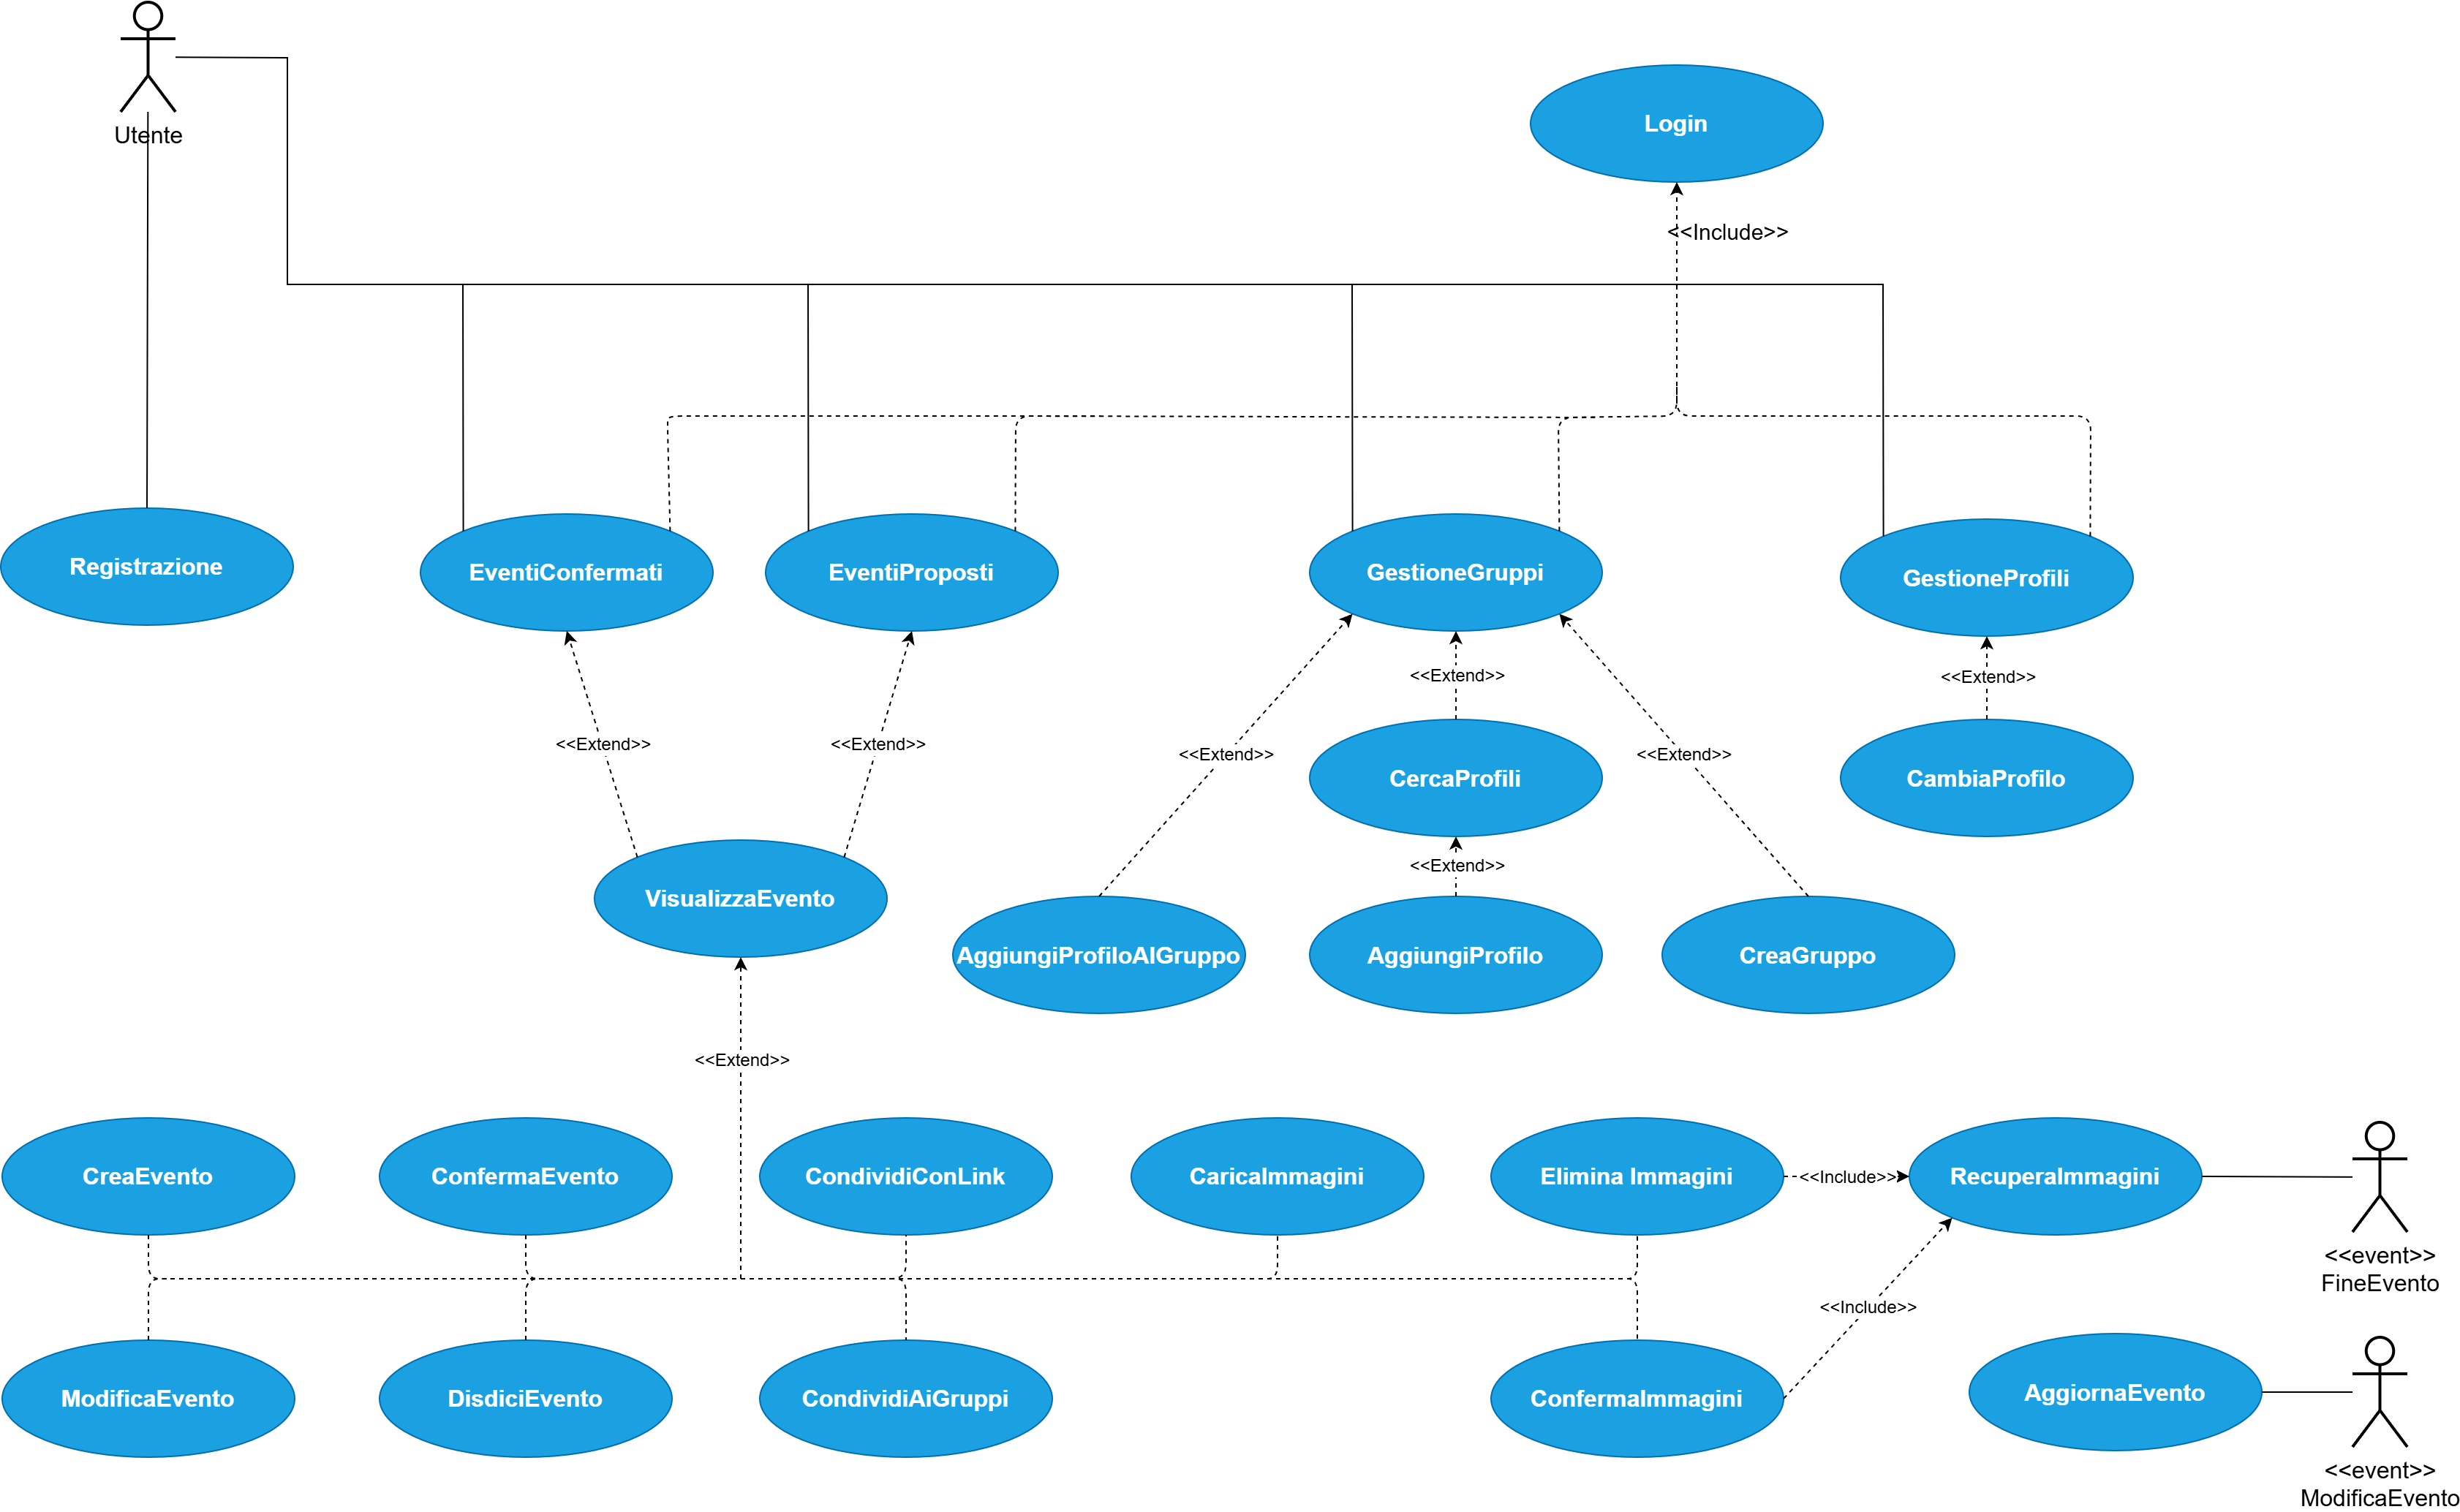 Utente
Login
<<Include>>
Registrazione
EventiConfermati
EventiProposti
GestioneGruppi
GestioneProfili
<<Extend>>
<<Extend>>
<<Extend>>
<<Extend>>
<<Extend>>
<<Extend>>
CercaProfili
CambiaProfilo
<<Extend>>
VisualizzaEvento
AggiungiProfiloAlGruppo
AggiungiProfilo
CreaGruppo
<<Extend>>
CreaEvento
ConfermaEvento
CondividiConLink
CaricaImmagini
Elimina Immagini
<<Include>>
RecuperaImmagini
<<event>>
FineEvento
<<Include>>
ModificaEvento
DisdiciEvento
CondividiAiGruppi
ConfermaImmagini
AggiornaEvento
<<event>>
ModificaEvento